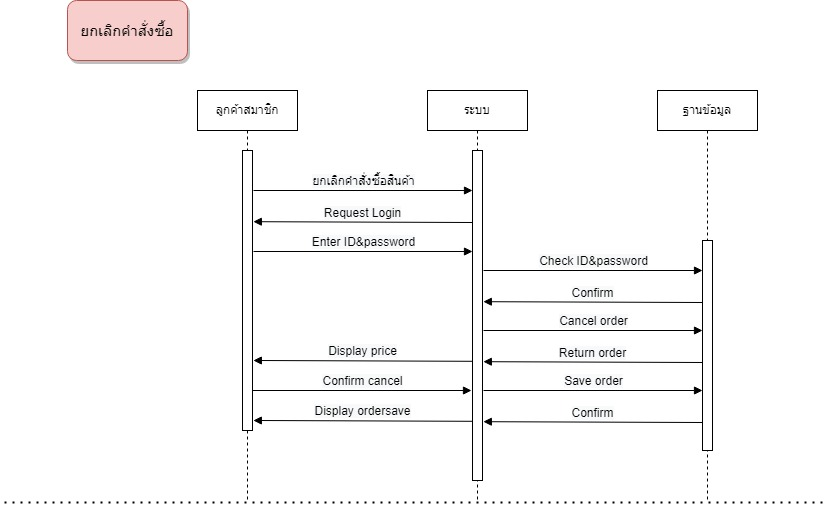 ยกเลิกคำสั่งซื้อ
ลูกค้าสมาชิก
ระบบ
ฐานข้อมูล
ยกเลิกคำสั่งซื้อสินค้า
Request Login
Enter ID&password
Check ID&password
Confirm
Cancel order
Display price
Return order
Confirm cancel
Save order
Display ordersave
Confirm